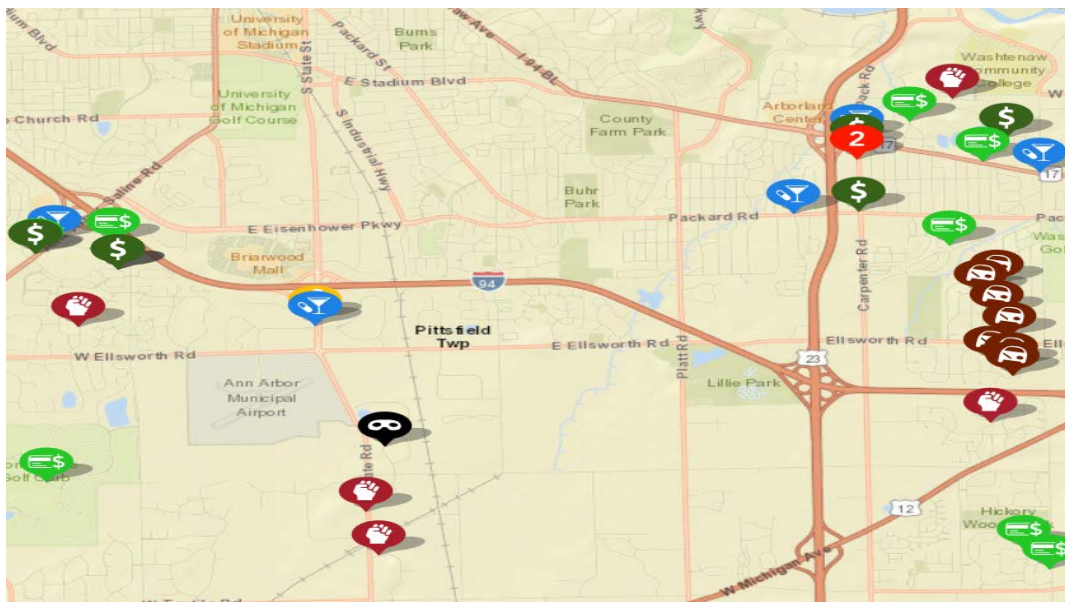 University
of Michigan
Stadium
Burns
Park
Packard St
S State St
I 94 BL
E Stadium Blvd
Washtenaw
Community
College
University
of Michigan
Golf Course
S Industrial Hwy
County
Farm Park
Arborland
Center
Church Rd
$
$
$
2
17
17
Saline Rd
Buhr
Park
$
$
Packard Rd
$
E Eisenhower Pkwy
$
$
$
Briarwood
Mall
94
Carpenter Rd
Pittsfield
Twp
W Ellsworth Rd
E Ellsworth Rd
Ellsworth Rd
Platt Rd
23
Lillie Park
Ann Arbor
Municipal
Airport
$
Golf Club
12
Hickory
$
$
W Michigan Ave